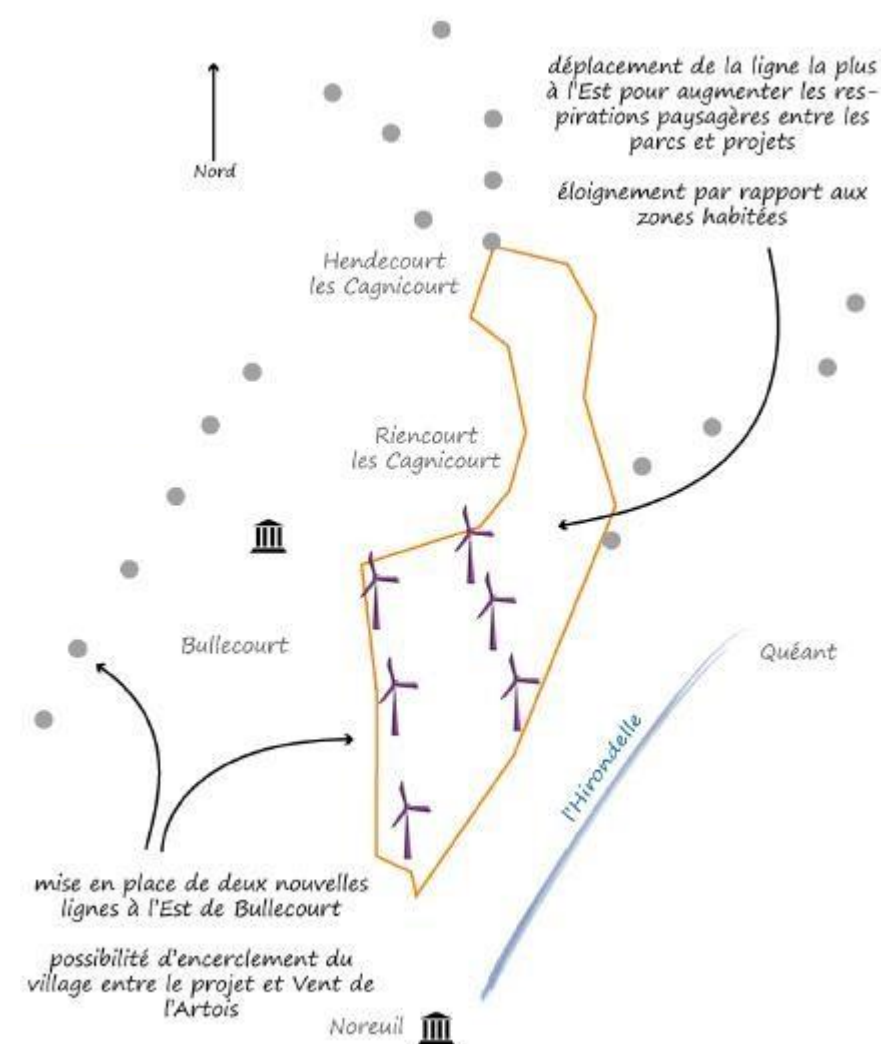 déplacement de la ligne la plus
à l'Est pour augmenter les res-
pirations paysagères entre les
parcs et projets
éloignement par rapport aux
zones habitées
Nord
Hendecourt
les Cagnicourt
Riencourt
les Cagnicourt
Bullecourt
Quéant
l'Hirondelle
mise en place de deux nouvelles
lignes à l'Est de Bullecourt
possibilité d'encerclement du
village entre le projet et Vent de
l'Artois
Noreuil